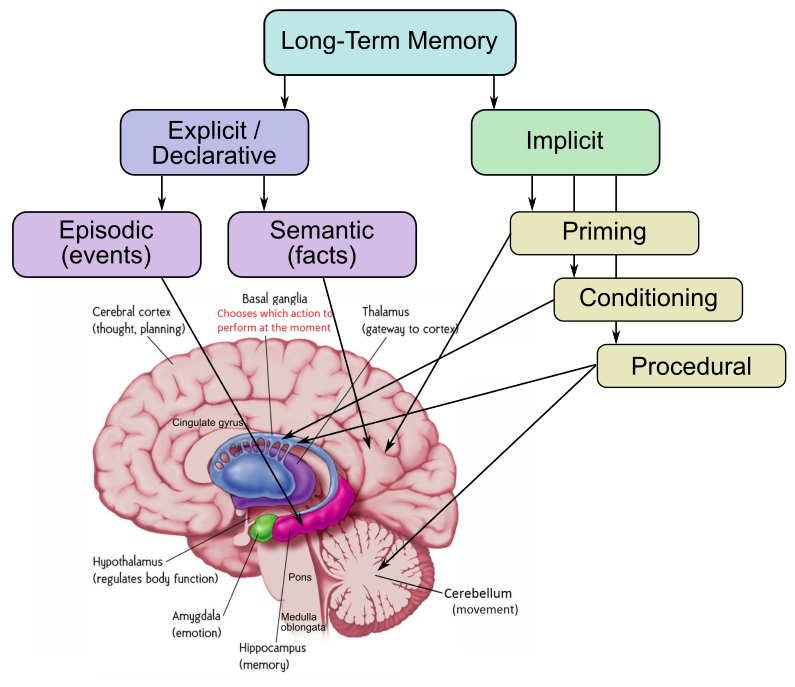 Long-Term Memory
Explicit /
Declarative
Implicit
Episodic
(events)
Semantic
(facts)
Priming
Conditioning
Procedural
Cerebral cortex
(thought, planning)
Basal ganglia
Chooses which action to
perform at the moment
Thalamus
(gateway to cortex)
Cingulate gyrus
Hypothalamus
(regulates body function)
Amygdala
(emotion)
Hippocampus
(memory)
Pons
Medulla
oblongata
Cerebellum
(movement)